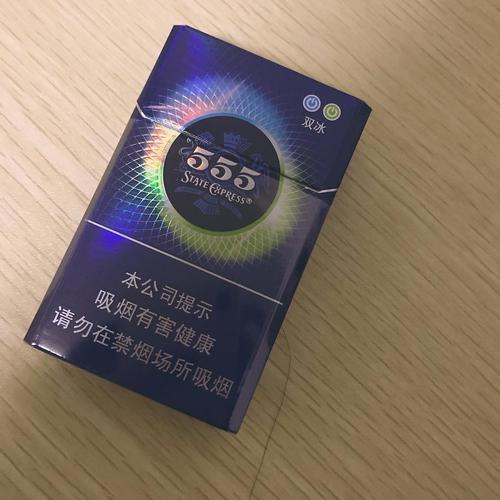 双冰
555
STATE EXPRESS®
本公司提示
吸烟有害健康
请勿在禁烟场所吸烟